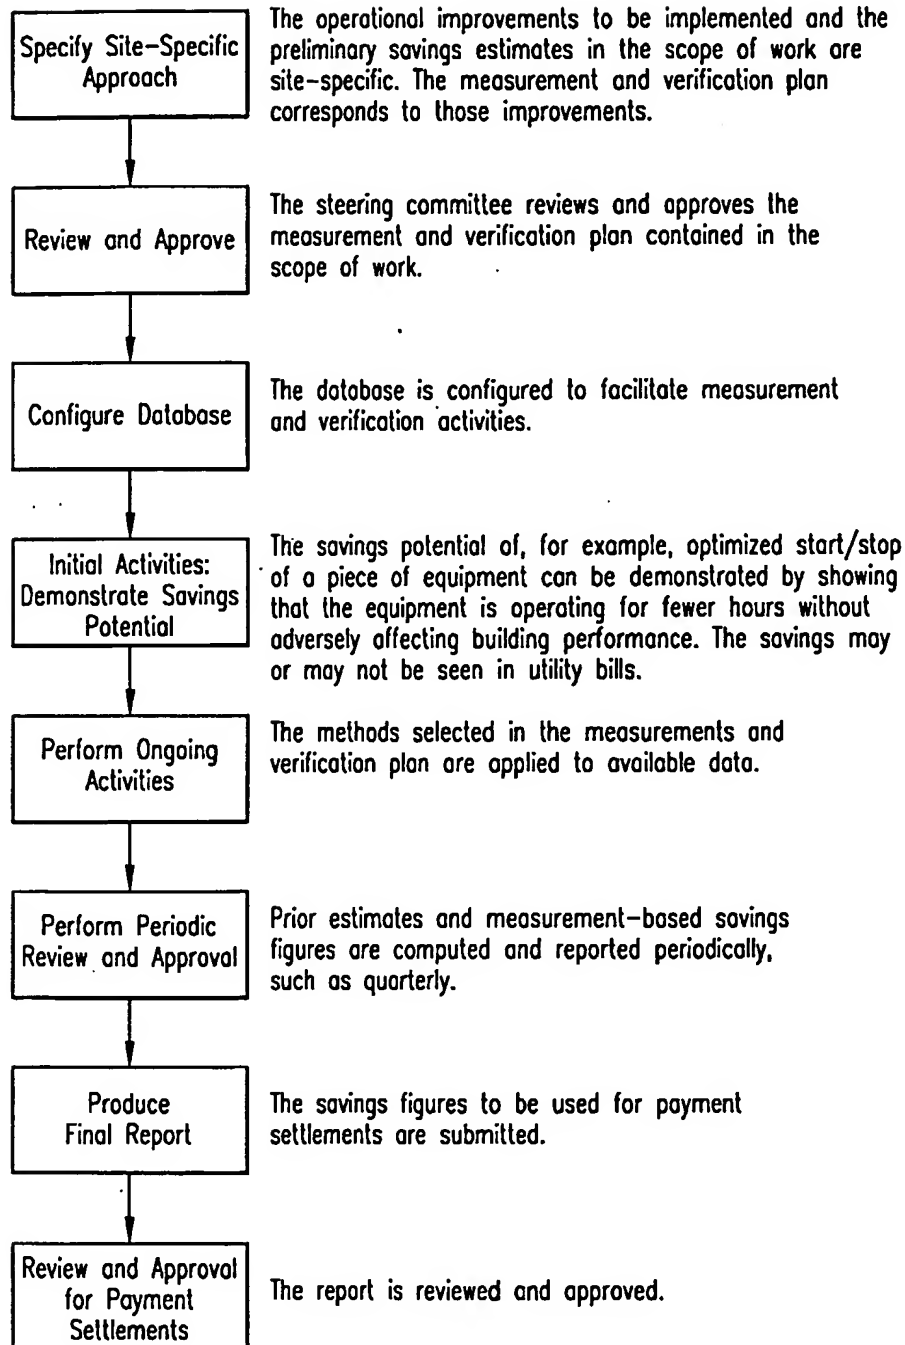 Specify Site-Specific
Approach
The operational improvements to be implemented and the
preliminary savings estimates in the scope of work are
site-specific. The measurement and verification plan
corresponds to those improvements.
Review and Approve
The steering committee reviews and approves the
measurement and verification plan contained in the
scope of work.
Configure Database
The database is configured to facilitate measurement
and verification activities.
Initial Activities:
Demonstrate Savings
Potential
The savings potential of, for example, optimized start/stop
of a piece of equipment can be demonstrated by showing
that the equipment is operating for fewer hours without
adversely affecting building performance. The savings may
or may not be seen in utility bills.
Perform Ongoing
Activities
The methods selected in the measurements and
verification plan are applied to available data.
Perform Periodic
Review and Approval
Prior estimates and measurement-based savings
figures are computed and reported periodically,
such as quarterly.
Produce
Final Report
The savings figures to be used for payment
settlements are submitted.
Review and Approval
for Payment
Settlements
The report is reviewed and approved.